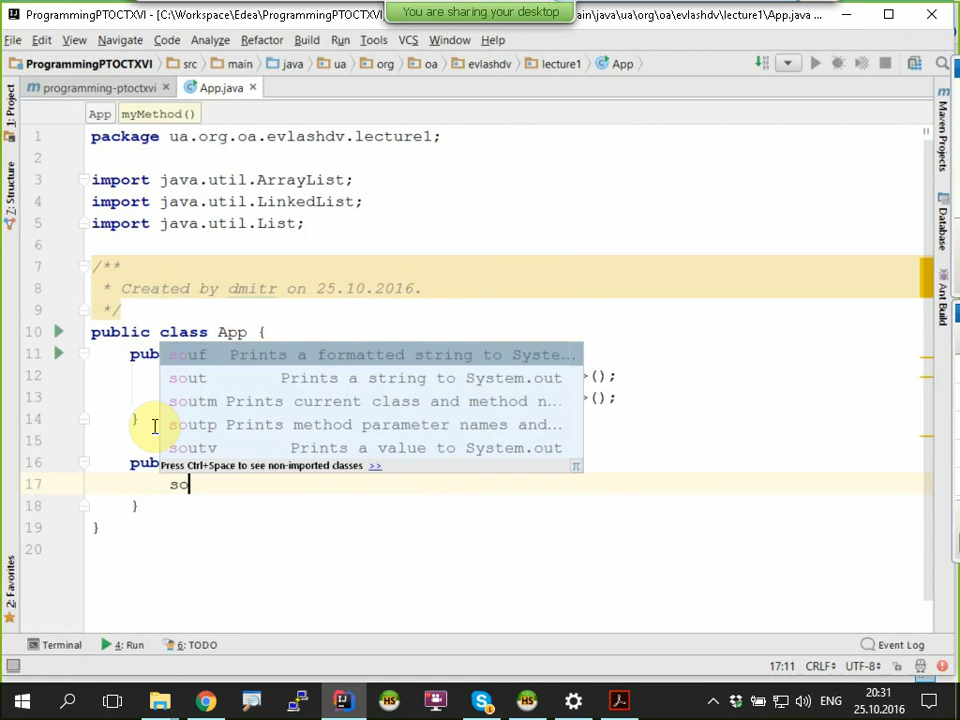 You are sharing your desktop
ProgrammingPTOCTXVI - [C:\Workspace\Edea\ProgrammingPTOCTXVI
ain\java\ua\org\oa\evlashdv\lecture1\App.java ...
File Edit View Navigate Code Analyze Refactor Build Run Tools VCS Window Help
ProgrammingPTOCTXVI src main java ua org oa evlashdv lecture1 App
programming-ptoctxvi App.java
App myMethod()
1: Project
Z: Structure
2: Favorites
Maven Projects
Database
Ant Build
1 package ua.org.oa.evlashdv.lecture1;
2
3 import java.util.ArrayList;
4 import java.util.LinkedList;
5 import java.util.List;
6
7 /**
8 * Created by dmitr on 25.10.2016.
9 */
10 public class App {
11 pub
12 >();
13 >();
14 }
15
16 pub
17 so
18 }
19 }
20
souf Prints a formatted string to Syste...
sout Prints a string to System.out
soutm Prints current class and method n...
soutp Prints method parameter names and...
soutv Prints a value to System.out
Press Ctrl+Space to see non-imported classes >> π
Terminal 4: Run 6: TODO Event Log
17:11 CRLF UTF-8
ENG 20:31
25.10.2016